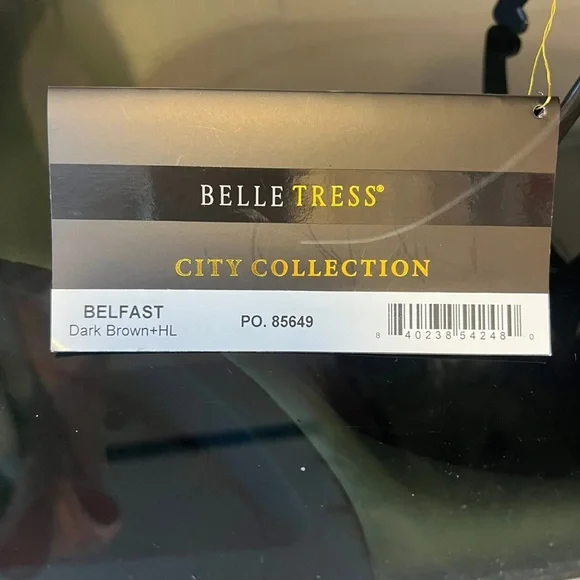 BELLE TRESS®
CITY COLLECTION
BELFAST
Dark Brown+HL
PO. 85649
8 40238 54248 0